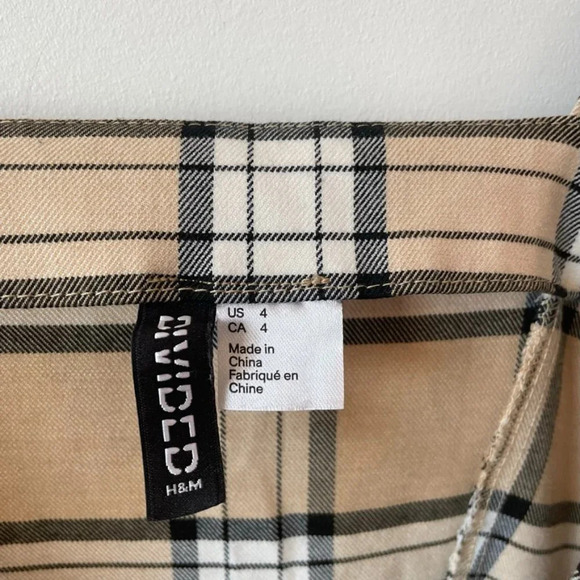 DIVIDED
H&M
US 4
CA 4
Made in
China
Fabriqué en
Chine